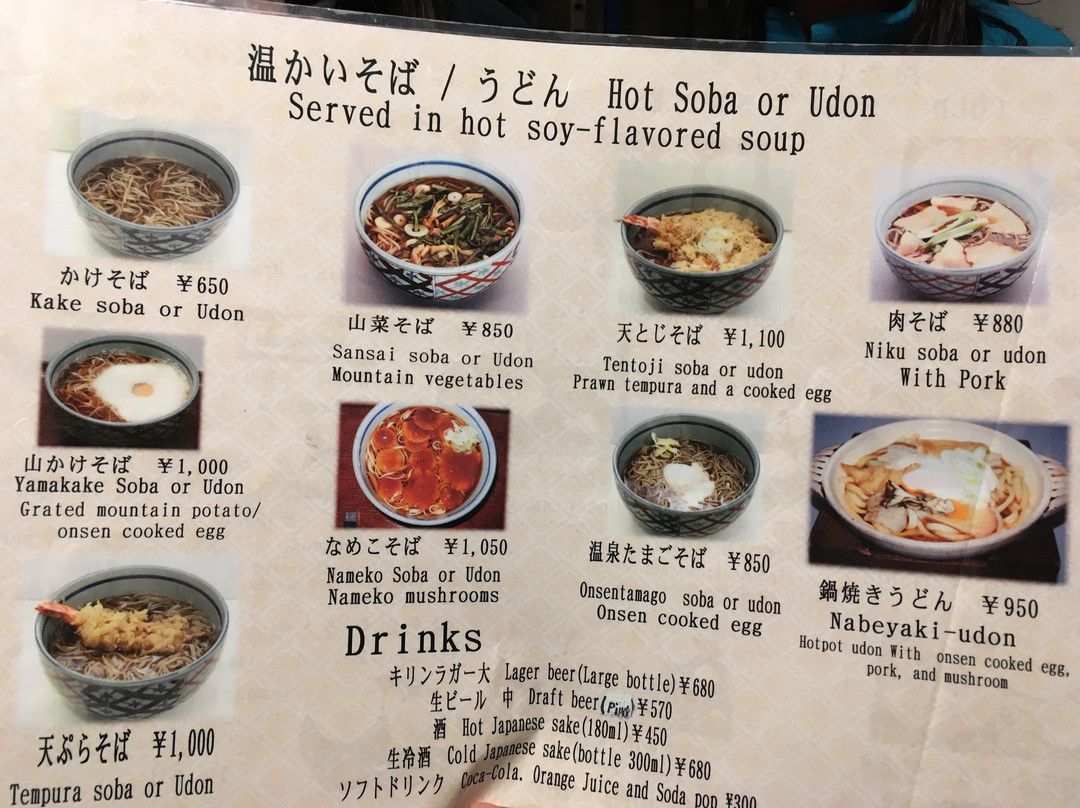 温かいそば / うどん Hot Soba or Udon
Served in hot soy-flavored soup
かけそば ￥650
Kake soba or Udon
山菜そば ￥850
Sansai soba or Udon
Mountain vegetables
天とじそば ￥1,100
Tentoji soba or udon
Prawn tempura and a cooked egg
肉そば ￥880
Niku soba or udon
With Pork
山かけそば ￥1,000
Yamakake Soba or Udon
Grated mountain potato/
onsen cooked egg
なめこそば ￥1,050
Nameko Soba or Udon
Nameko mushrooms
温泉たまごそば ￥850
Onsentamago soba or udon
Onsen cooked egg
鍋焼きうどん ￥950
Nabeyaki-udon
Hotpot udon With onsen cooked egg,
pork, and mushroom
天ぷらそば ￥1,000
Tempura soba or Udon
Drinks
キリンラガー大 Lager beer(Large bottle)￥680
生ビール 中 Draft beer(Pint)￥570
酒 Hot Japanese sake(180ml)￥450
生冷酒 Cold Japanese sake(bottle 300ml)￥680
ソフトドリンク Coca-Cola. Orange Juice and Soda pop ¥300